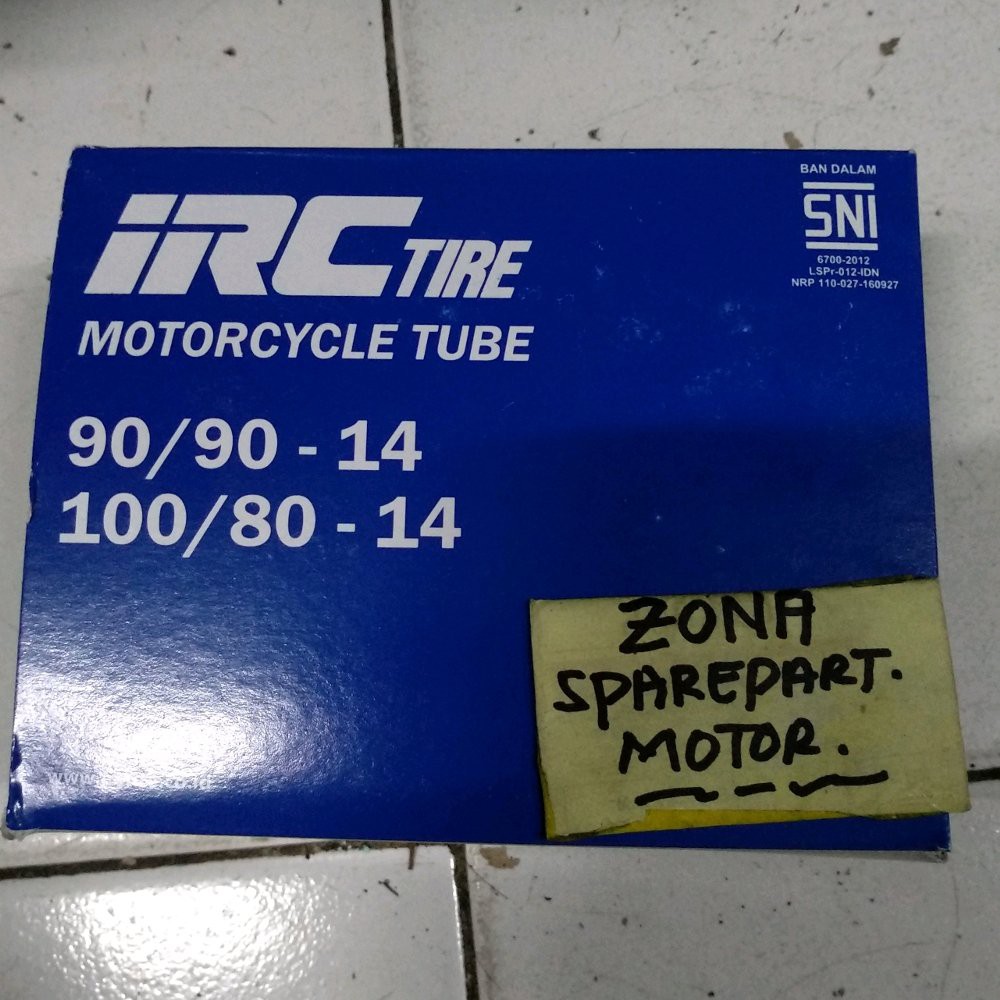 iRC TIRE
MOTORCYCLE TUBE
90/90 - 14
100/80 - 14
BAN DALAM
SNI
6700-2012
LSPr-012-IDN
NRP 110-027-160927
ZONA
SPAREPART.
MOTOR.